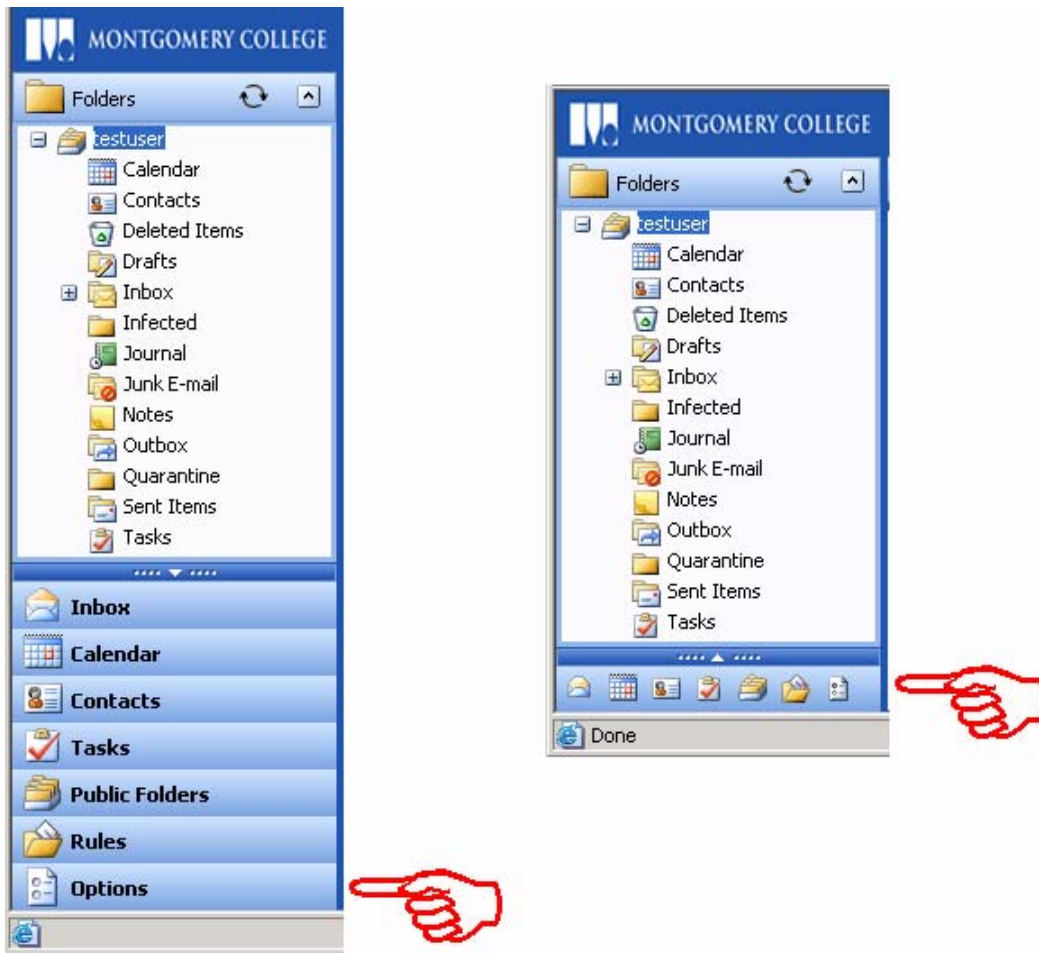 MONTGOMERY COLLEGE
Folders
testuser
Calendar
Contacts
Deleted Items
Drafts
Inbox
Infected
Journal
Junk E-mail
Notes
Outbox
Quarantine
Sent Items
Tasks
Inbox
Calendar
Contacts
Tasks
Public Folders
Rules
Options
MONTGOMERY COLLEGE
Folders
testuser
Calendar
Contacts
Deleted Items
Drafts
Inbox
Infected
Journal
Junk E-mail
Notes
Outbox
Quarantine
Sent Items
Tasks
Done